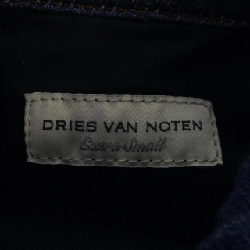 DRIES VAN NOTEN
Extra Small